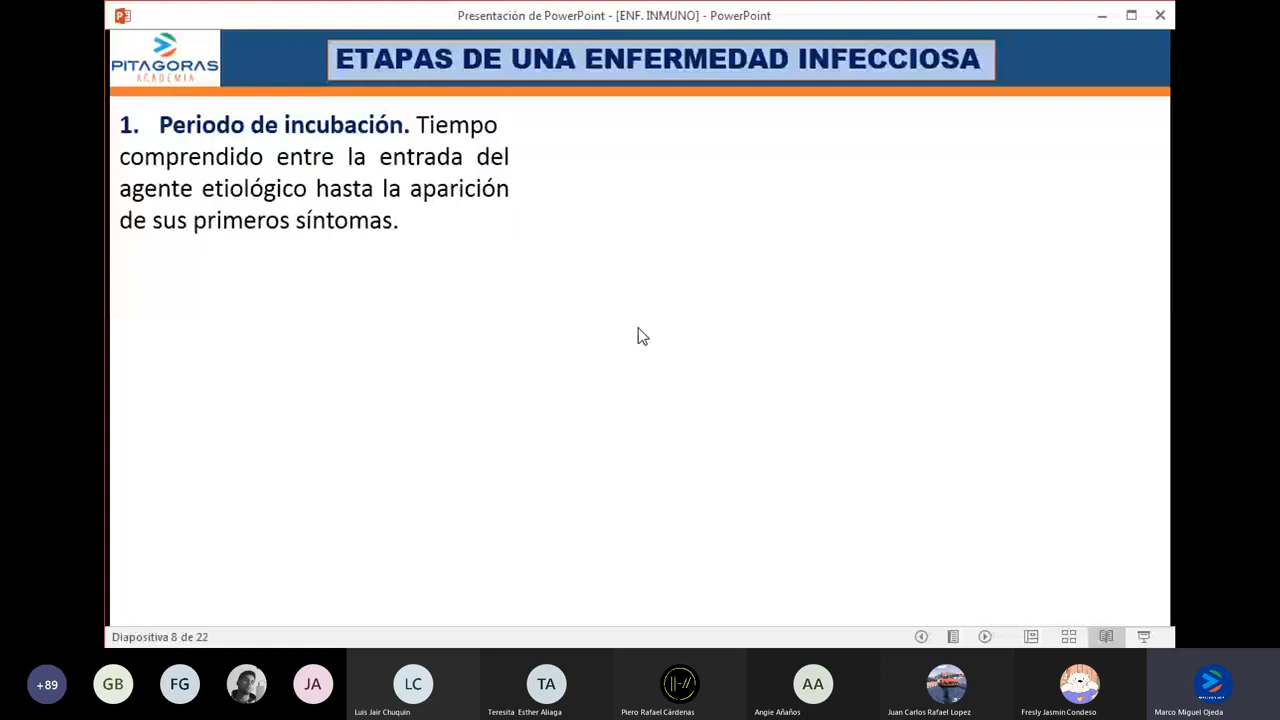 Presentación de PowerPoint - [ENF. INMUNO] - PowerPoint
PITAGORAS
ACADEMIA
ETAPAS DE UNA ENFERMEDAD INFECCIOSA
1. Periodo de incubación. Tiempo
comprendido entre la entrada del
agente etiológico hasta la aparición
de sus primeros síntomas.
Diapositiva 8 de 22
+89
GB
FG
JA
LC
TA
AA
Luis Jair Chuquin
Teresita Esther Aliaga
Piero Rafael Cárdenas
Angie Añaños
Juan Carlos Rafael Lopez
Fresly Jasmin Condeso
Marco Miguel Ojeda